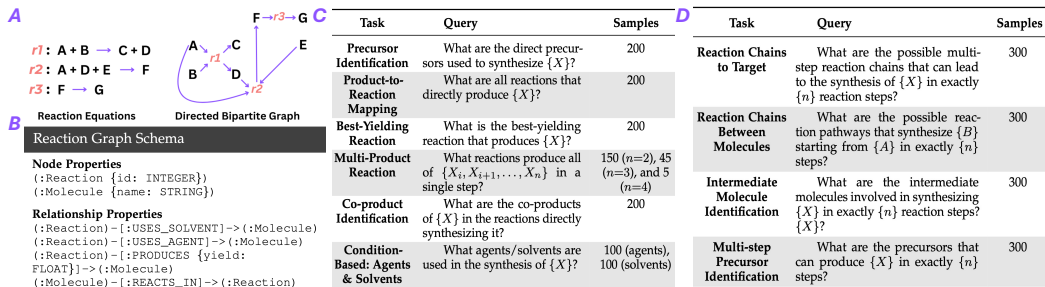 A
r1: A + B → C + D
r2: A + D + E → F
r3: F → G
Reaction Equations
F r3 G
A C E
r1
B D
r2
Directed Bipartite Graph
B
Reaction Graph Schema
Node Properties
(:Reaction {id: INTEGER})
(:Molecule {name: STRING})
Relationship Properties
(:Reaction)-[:USES_SOLVENT]->(:Molecule)
(:Reaction)-[:USES_AGENT]->(:Molecule)
(:Reaction)-[:PRODUCES {yield:
FLOAT}]->(:Molecule)
(:Molecule)-[:REACTS_IN]->(:Reaction)
C
Task Query Samples
Precursor Identification What are the direct precur-
sors used to synthesize {X}? 200
Product-to-Reaction Mapping What are all reactions that
directly produce {X}? 200
Best-Yielding Reaction What is the best-yielding
reaction that produces {X}? 200
Multi-Product Reaction What reactions produce all
of {Xi, Xi+1, . . . , Xn} in a
single step? 150 (n=2), 45
(n=3), and 5
(n=4)
Co-product Identification What are the co-products
of {X} in the reactions directly
synthesizing it? 200
Condition-Based: Agents & Solvents What agents/solvents are
used in the synthesis of {X}? 100 (agents),
100 (solvents)
D
Task Query Samples
Reaction Chains to Target What are the possible multi-
step reaction chains that can lead
to the synthesis of {X} in exactly
{n} reaction steps? 300
Reaction Chains Between Molecules What are the possible reac-
tion pathways that synthesize {B}
starting from {A} in exactly {n}
steps? 300
Intermediate Molecule Identification What are the intermediate
molecules involved in synthesizing
{X} in exactly {n} reaction steps?
{X}? 300
Multi-step Precursor Identification What are the precursors that
can produce {X} in exactly {n}
steps? 300